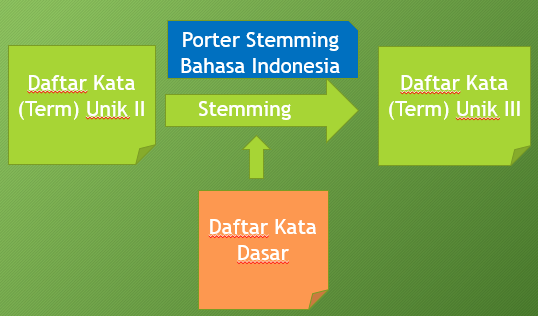 Porter Stemming
Bahasa Indonesia
Daftar Kata
(Term) Unik II
Stemming
Daftar Kata
(Term) Unik III
Daftar Kata
Dasar